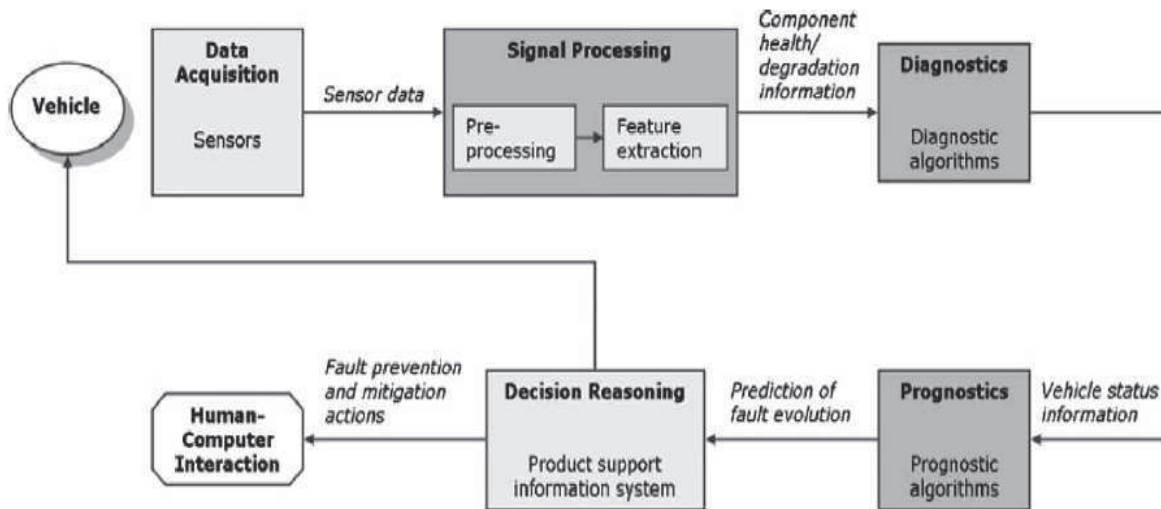 Vehicle
Data
Acquisition
Sensors
Sensor data
Signal Processing
Pre-
processing
Feature
extraction
Component
health/
degradation
information
Diagnostics
Diagnostic
algorithms
Human-
Computer
Interaction
Fault prevention
and mitigation
actions
Decision Reasoning
Product support
information system
Prediction of
fault evolution
Prognostics
Prognostic
algorithms
Vehicle status
information